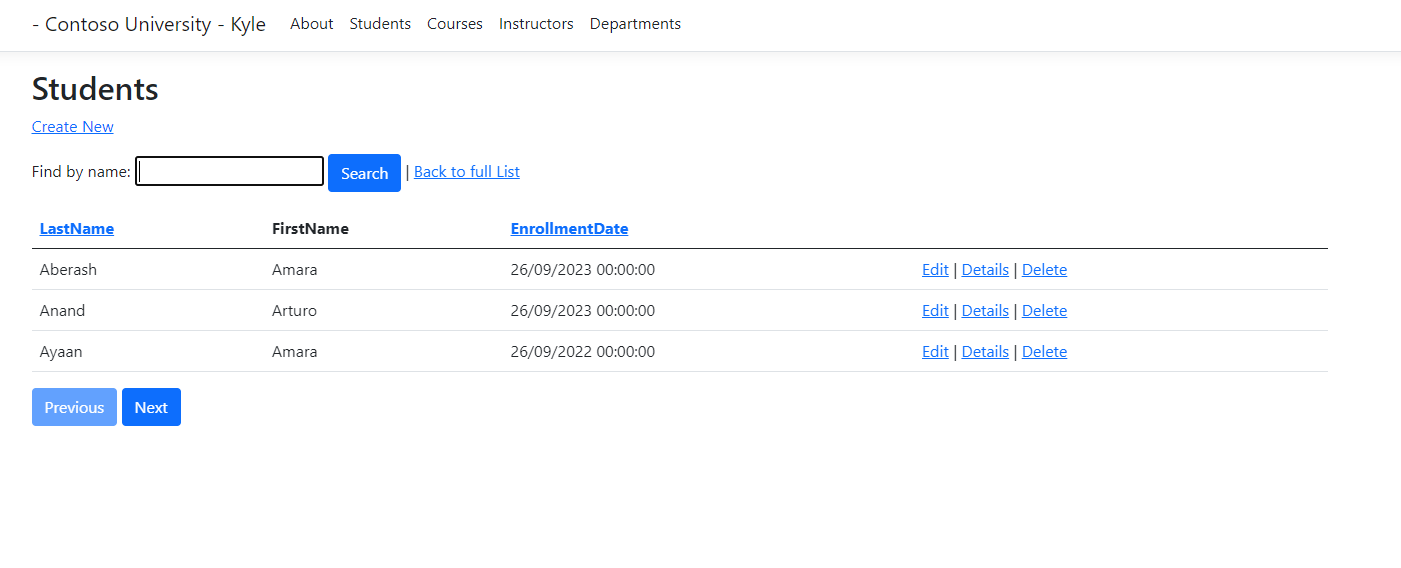 - Contoso University - Kyle About Students Courses Instructors Departments
Students
Create New
Find by name: Search | Back to full List
LastName FirstName EnrollmentDate
Aberash Amara 26/09/2023 00:00:00 Edit | Details | Delete
Anand Arturo 26/09/2023 00:00:00 Edit | Details | Delete
Ayaan Amara 26/09/2022 00:00:00 Edit | Details | Delete
Previous Next